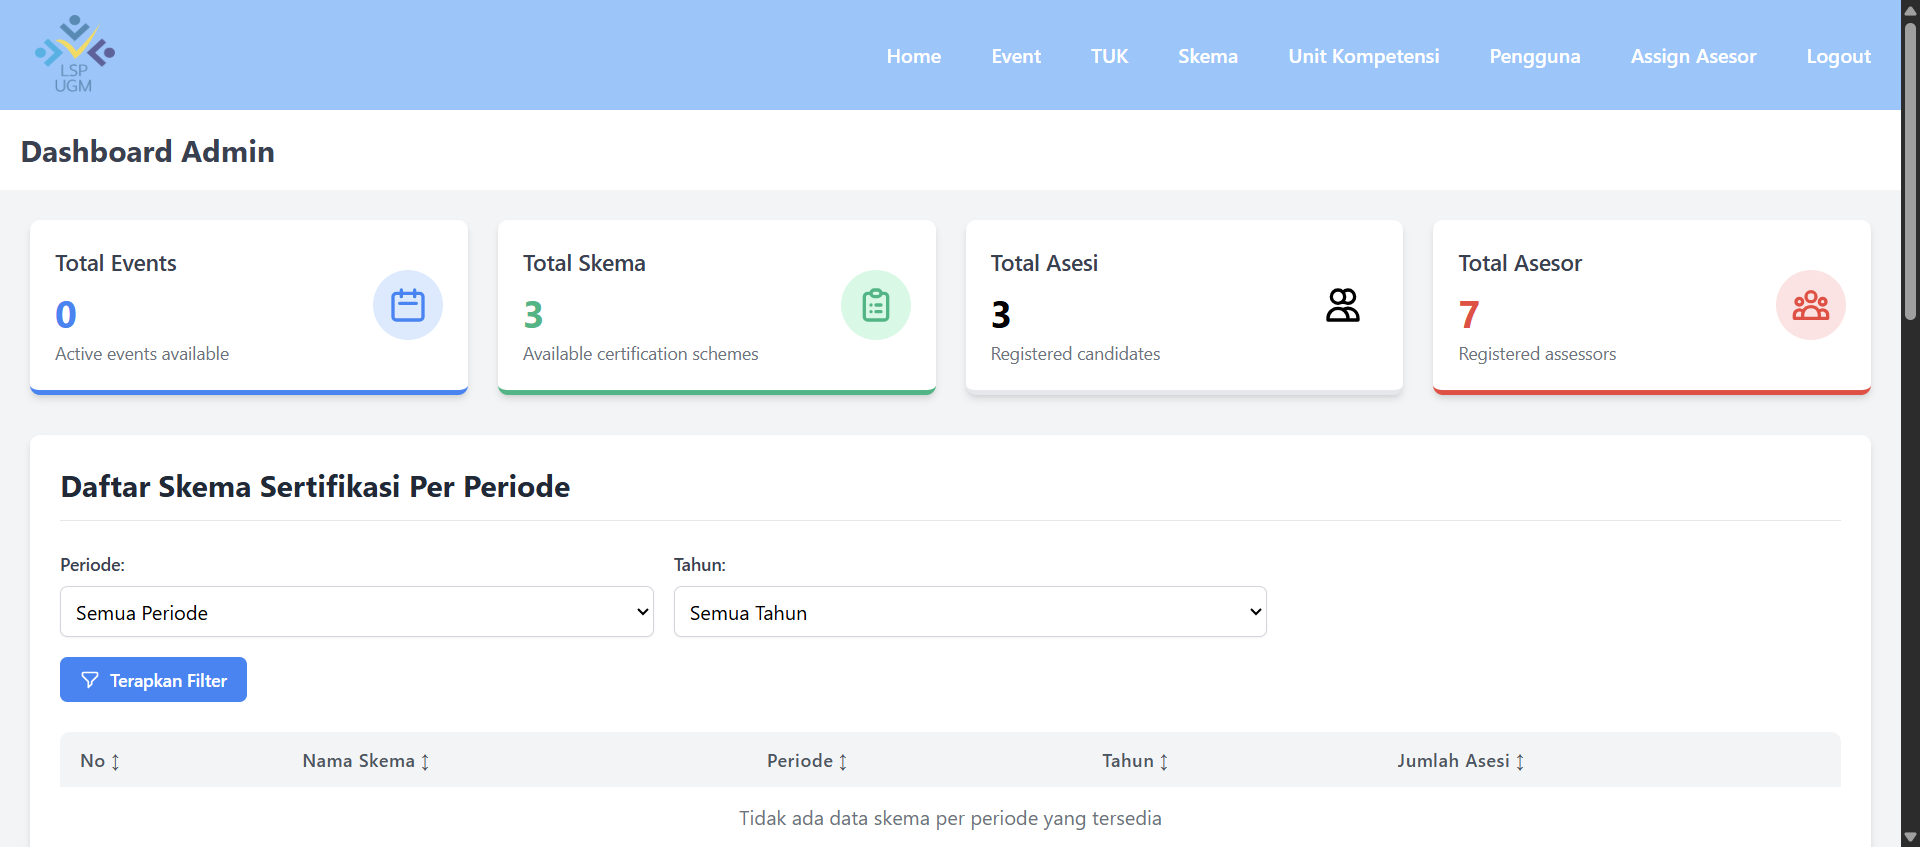 LSP
UGM
Home
Event
TUK
Skema
Unit Kompetensi
Pengguna
Assign Asesor
Logout
Dashboard Admin
Total Events
0
Active events available
Total Skema
3
Available certification schemes
Total Asesi
3
Registered candidates
Total Asesor
7
Registered assessors
Daftar Skema Sertifikasi Per Periode
Periode:
Semua Periode
Tahun:
Semua Tahun
Terapkan Filter
No
Nama Skema
Periode
Tahun
Jumlah Asesi
Tidak ada data skema per periode yang tersedia